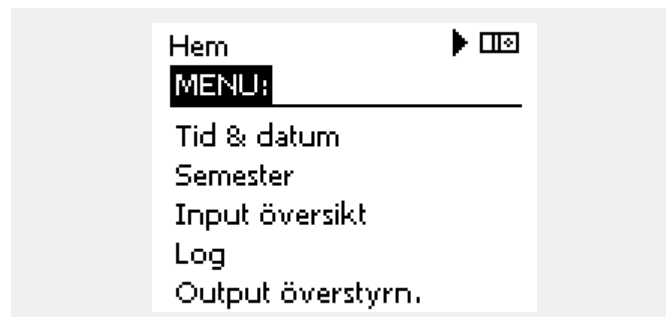 Hem
MENU:
Tid & datum
Semester
Input översikt
Log
Output överstyrn.